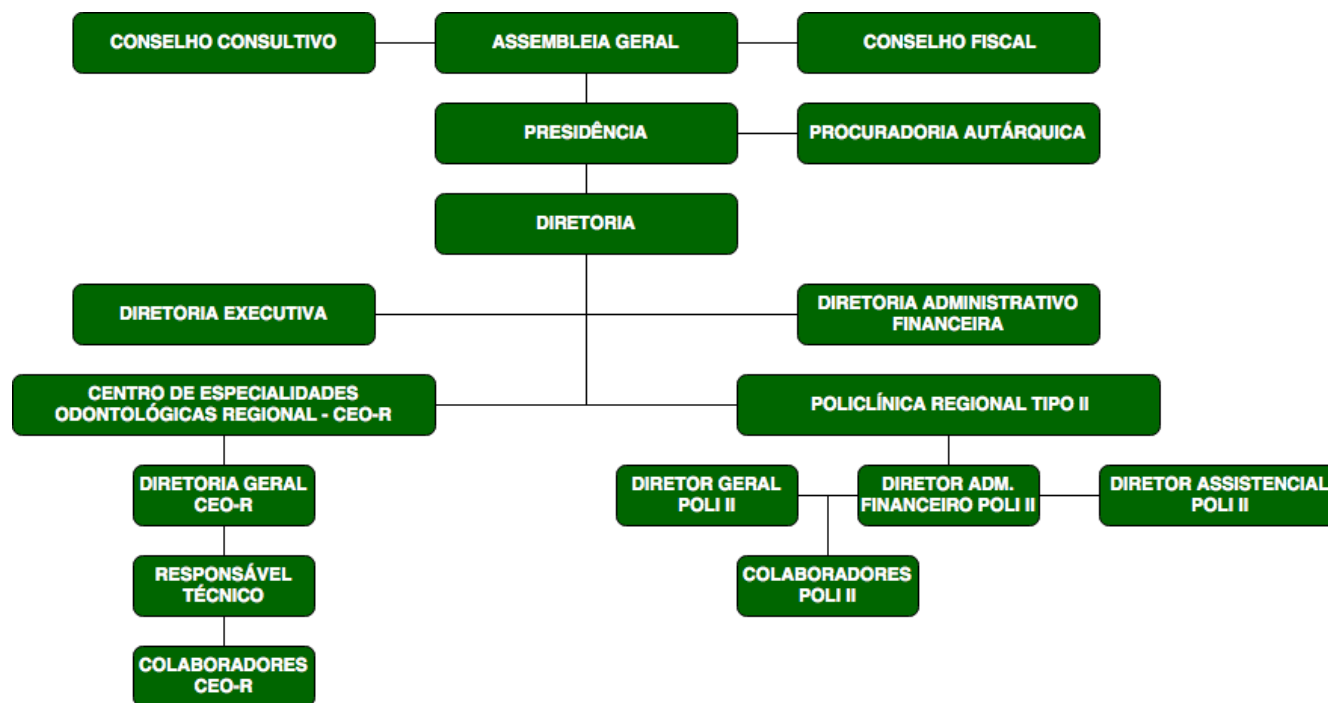 CONSELHO CONSULTIVO
ASSEMBLEIA GERAL
CONSELHO FISCAL
PRESIDÊNCIA
PROCURADORIA AUTÁRQUICA
DIRETORIA
DIRETORIA EXECUTIVA
DIRETORIA ADMINISTRATIVO
FINANCEIRA
CENTRO DE ESPECIALIDADES
ODONTOLÓGICAS REGIONAL - CEO-R
POLICLÍNICA REGIONAL TIPO II
DIRETORIA GERAL
CEO-R
DIRETOR GERAL
POLI II
DIRETOR ADM.
FINANCEIRO POLI II
DIRETOR ASSISTENCIAL
POLI II
RESPONSÁVEL
TÉCNICO
COLABORADORES
POLI II
COLABORADORES
CEO-R